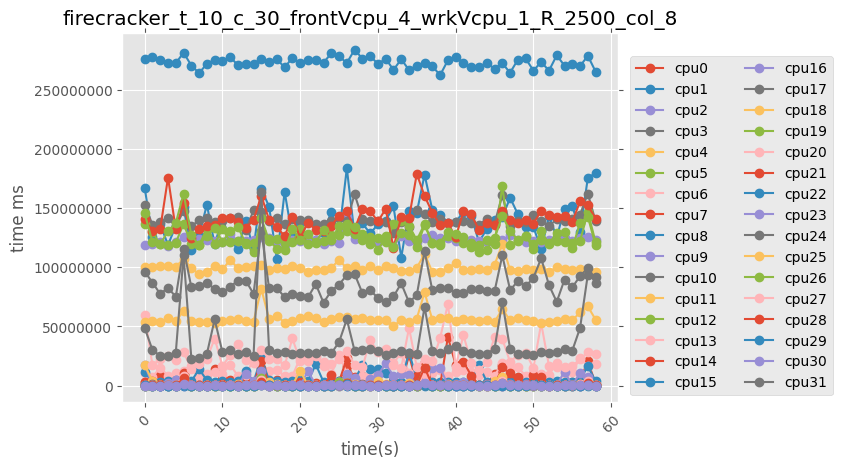 firecracker_t_10_c_30_frontVcpu_4_wrkVcpu_1_R_2500_col_8
time ms
250000000
200000000
150000000
100000000
50000000
0
0
10
20
30
40
50
60
time(s)
cpu0
cpu1
cpu2
cpu3
cpu4
cpu5
cpu6
cpu7
cpu8
cpu9
cpu10
cpu11
cpu12
cpu13
cpu14
cpu15
cpu16
cpu17
cpu18
cpu19
cpu20
cpu21
cpu22
cpu23
cpu24
cpu25
cpu26
cpu27
cpu28
cpu29
cpu30
cpu31